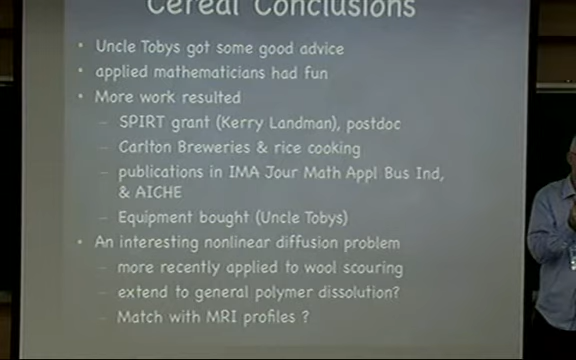 Cereal Conclusions
• Uncle Tobys got some good advice
• applied mathematicians had fun
• More work resulted
– SPIRT grant (Kerry Landman), postdoc
– Carlton Breweries & rice cooking
– publications in IMA Jour Math Appl Bus Ind,
& AICHE
– Equipment bought (Uncle Tobys)
• An interesting nonlinear diffusion problem
– more recently applied to wool scouring
– extend to general polymer dissolution?
– Match with MRI profiles ?